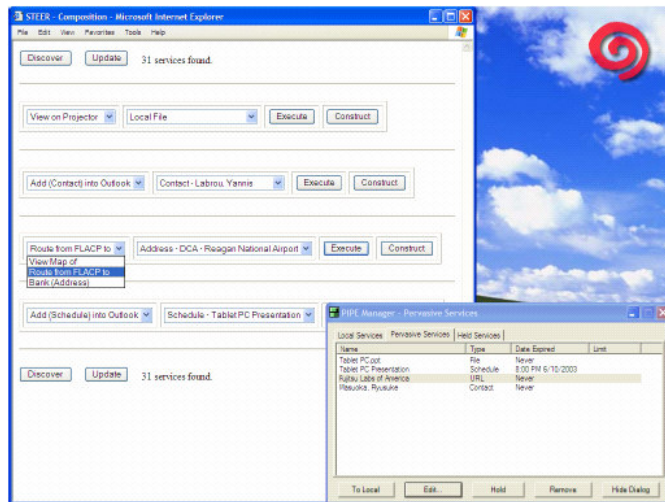 STEER - Composition - Microsoft Internet Explorer
File Edit View Favorites Tools Help
Discover Update 31 services found.
View on Projector Local File Execute Construct
Add (Contact) into Outlook Contact - Labrou, Yannis Execute Construct
Route from FLACP to Address - DCA - Reagan National Airport Execute Construct
View Map of
Route from FLACP to
Bank (Address)
Add (Schedule) into Outlook Schedule - Tablet PC Presentation
Discover Update 31 services found.
PIPE Manager - Pervasive Services
Local Services Pervasive Services Held Services
Name Type Date Expired Limit
Tablet PC.ppt File Never
Tablet PC Presentation Schedule 8:00 PM 6/10/2003
Fujitsu Labs of America URL Never
Masuoka, Ryusuke Contact Never
To Local Edit... Hold Remove Hide Dialog